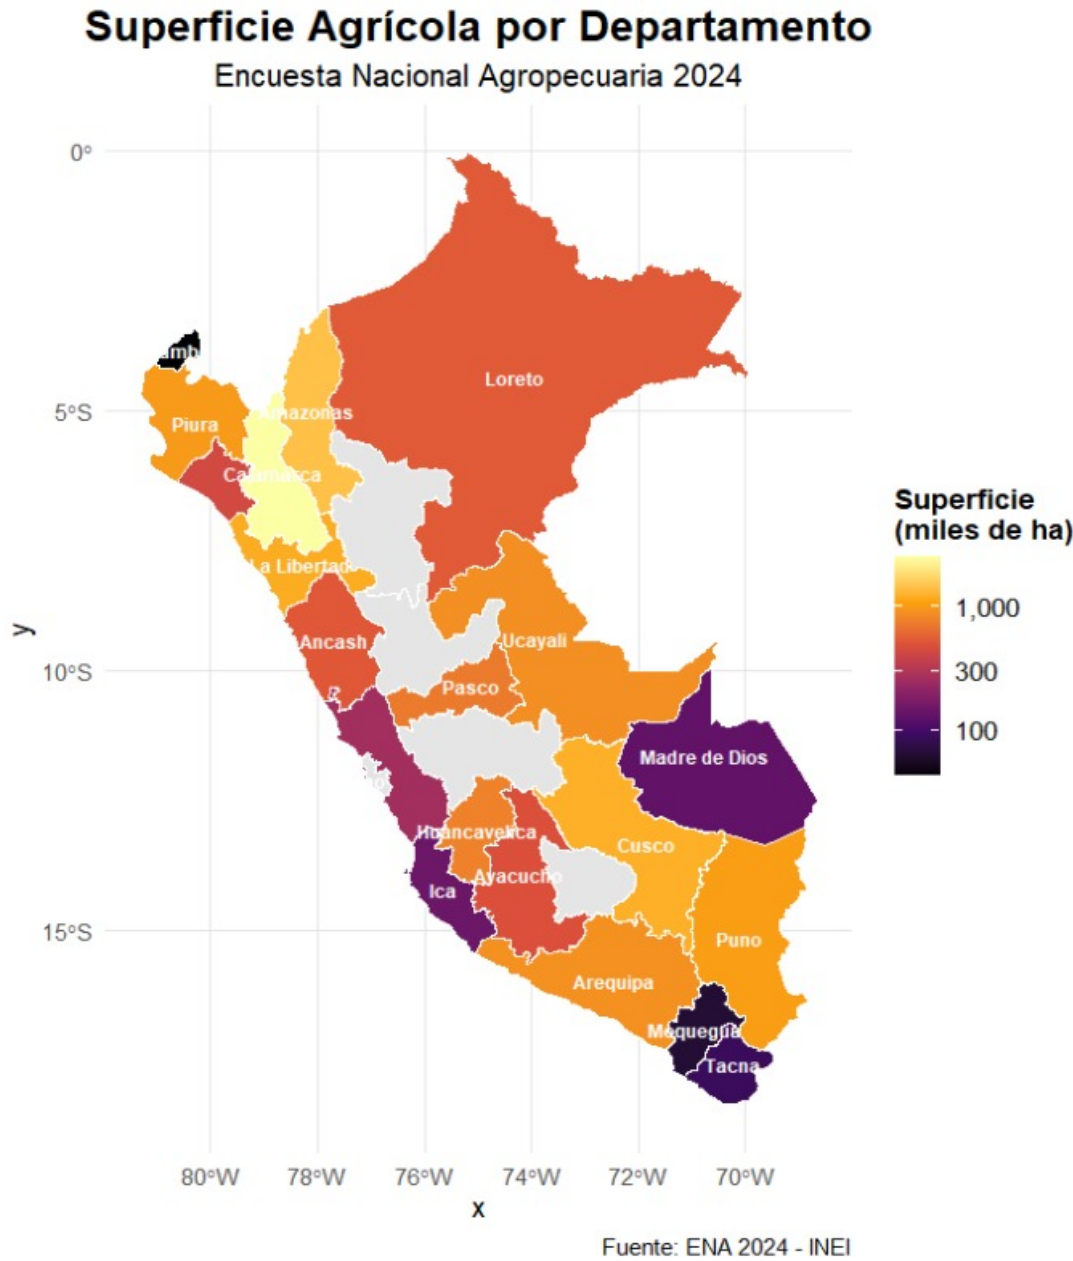 Superficie Agrícola por Departamento
Encuesta Nacional Agropecuaria 2024
0°
5°S
10°S
15°S
y
Loreto
Amazonas
Piura
Cajamarca
La Libertad
Ancash
Ucayali
Pasco
Madre de Dios
Huancavelica
Cusco
Ayacucho
Ica
Puno
Arequipa
Moquegua
Tacna
80°W 78°W 76°W 74°W 72°W 70°W
x
Superficie
(miles de ha)
1,000
300
100
Fuente: ENA 2024 - INEI